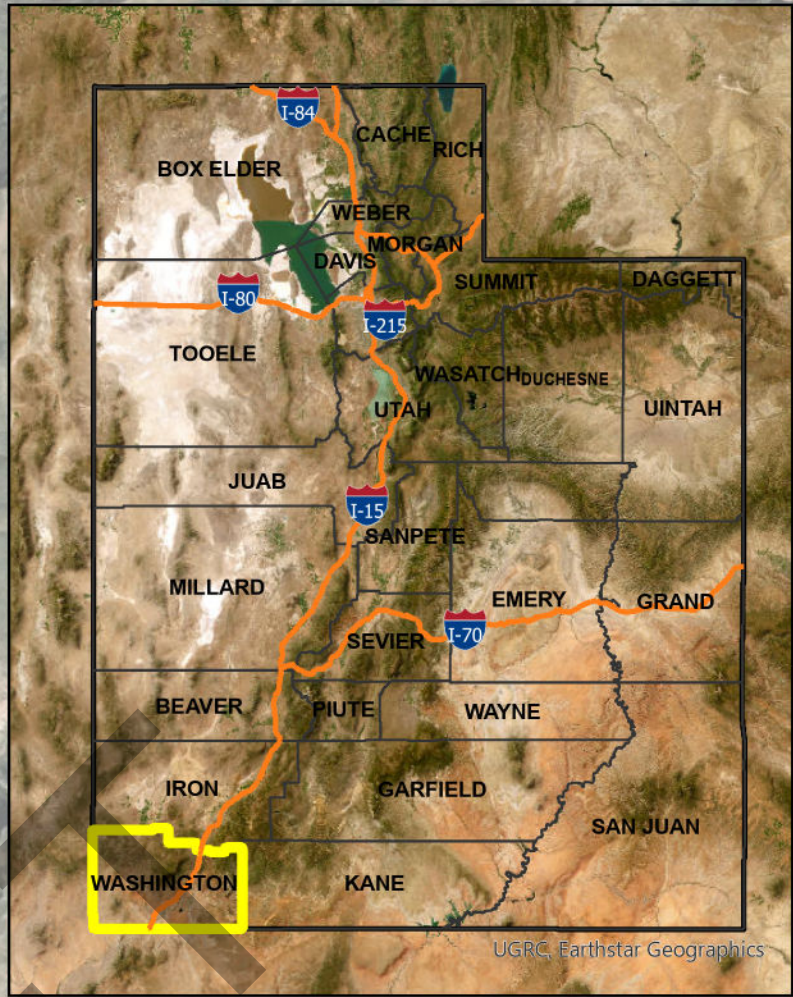 I-84
CACHE
RICH
BOX ELDER
WEBER
MORGAN
DAVIS
SUMMIT
DAGGETT
I-80
I-215
TOOELE
WASATCH
DUCHESNE
UTAH
UINTAH
JUAB
I-15
SANPETE
MILLARD
EMERY
GRAND
I-70
SEVIER
BEAVER
PIUTE
WAYNE
IRON
GARFIELD
SAN JUAN
WASHINGTON
KANE
UGRC, Earthstar Geographics